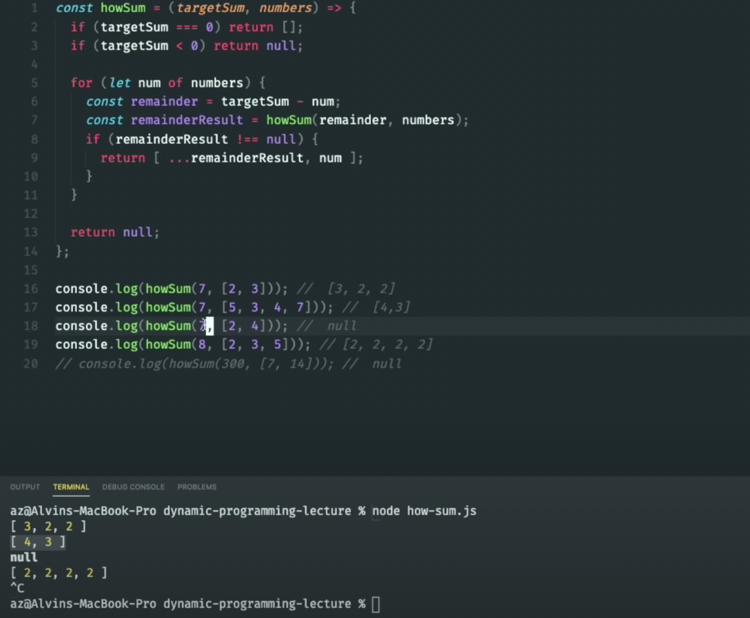 1 const howSum = (targetSum, numbers) => {
2 if (targetSum === 0) return [];
3 if (targetSum < 0) return null;
4
5 for (let num of numbers) {
6 const remainder = targetSum - num;
7 const remainderResult = howSum(remainder, numbers);
8 if (remainderResult !== null) {
9 return [ ...remainderResult, num ];
10 }
11 }
12
13 return null;
14 };
15
16 console.log(howSum(7, [2, 3])); // [3, 2, 2]
17 console.log(howSum(7, [5, 3, 4, 7])); // [4,3]
18 console.log(howSum(7, [2, 4])); // null
19 console.log(howSum(8, [2, 3, 5])); // [2, 2, 2, 2]
20 // console.log(howSum(300, [7, 14])); // null
OUTPUT TERMINAL DEBUG CONSOLE PROBLEMS
az@Alvins-MacBook-Pro dynamic-programming-lecture % node how-sum.js
[ 3, 2, 2 ]
[ 4, 3 ]
null
[ 2, 2, 2, 2 ]
^C
az@Alvins-MacBook-Pro dynamic-programming-lecture %